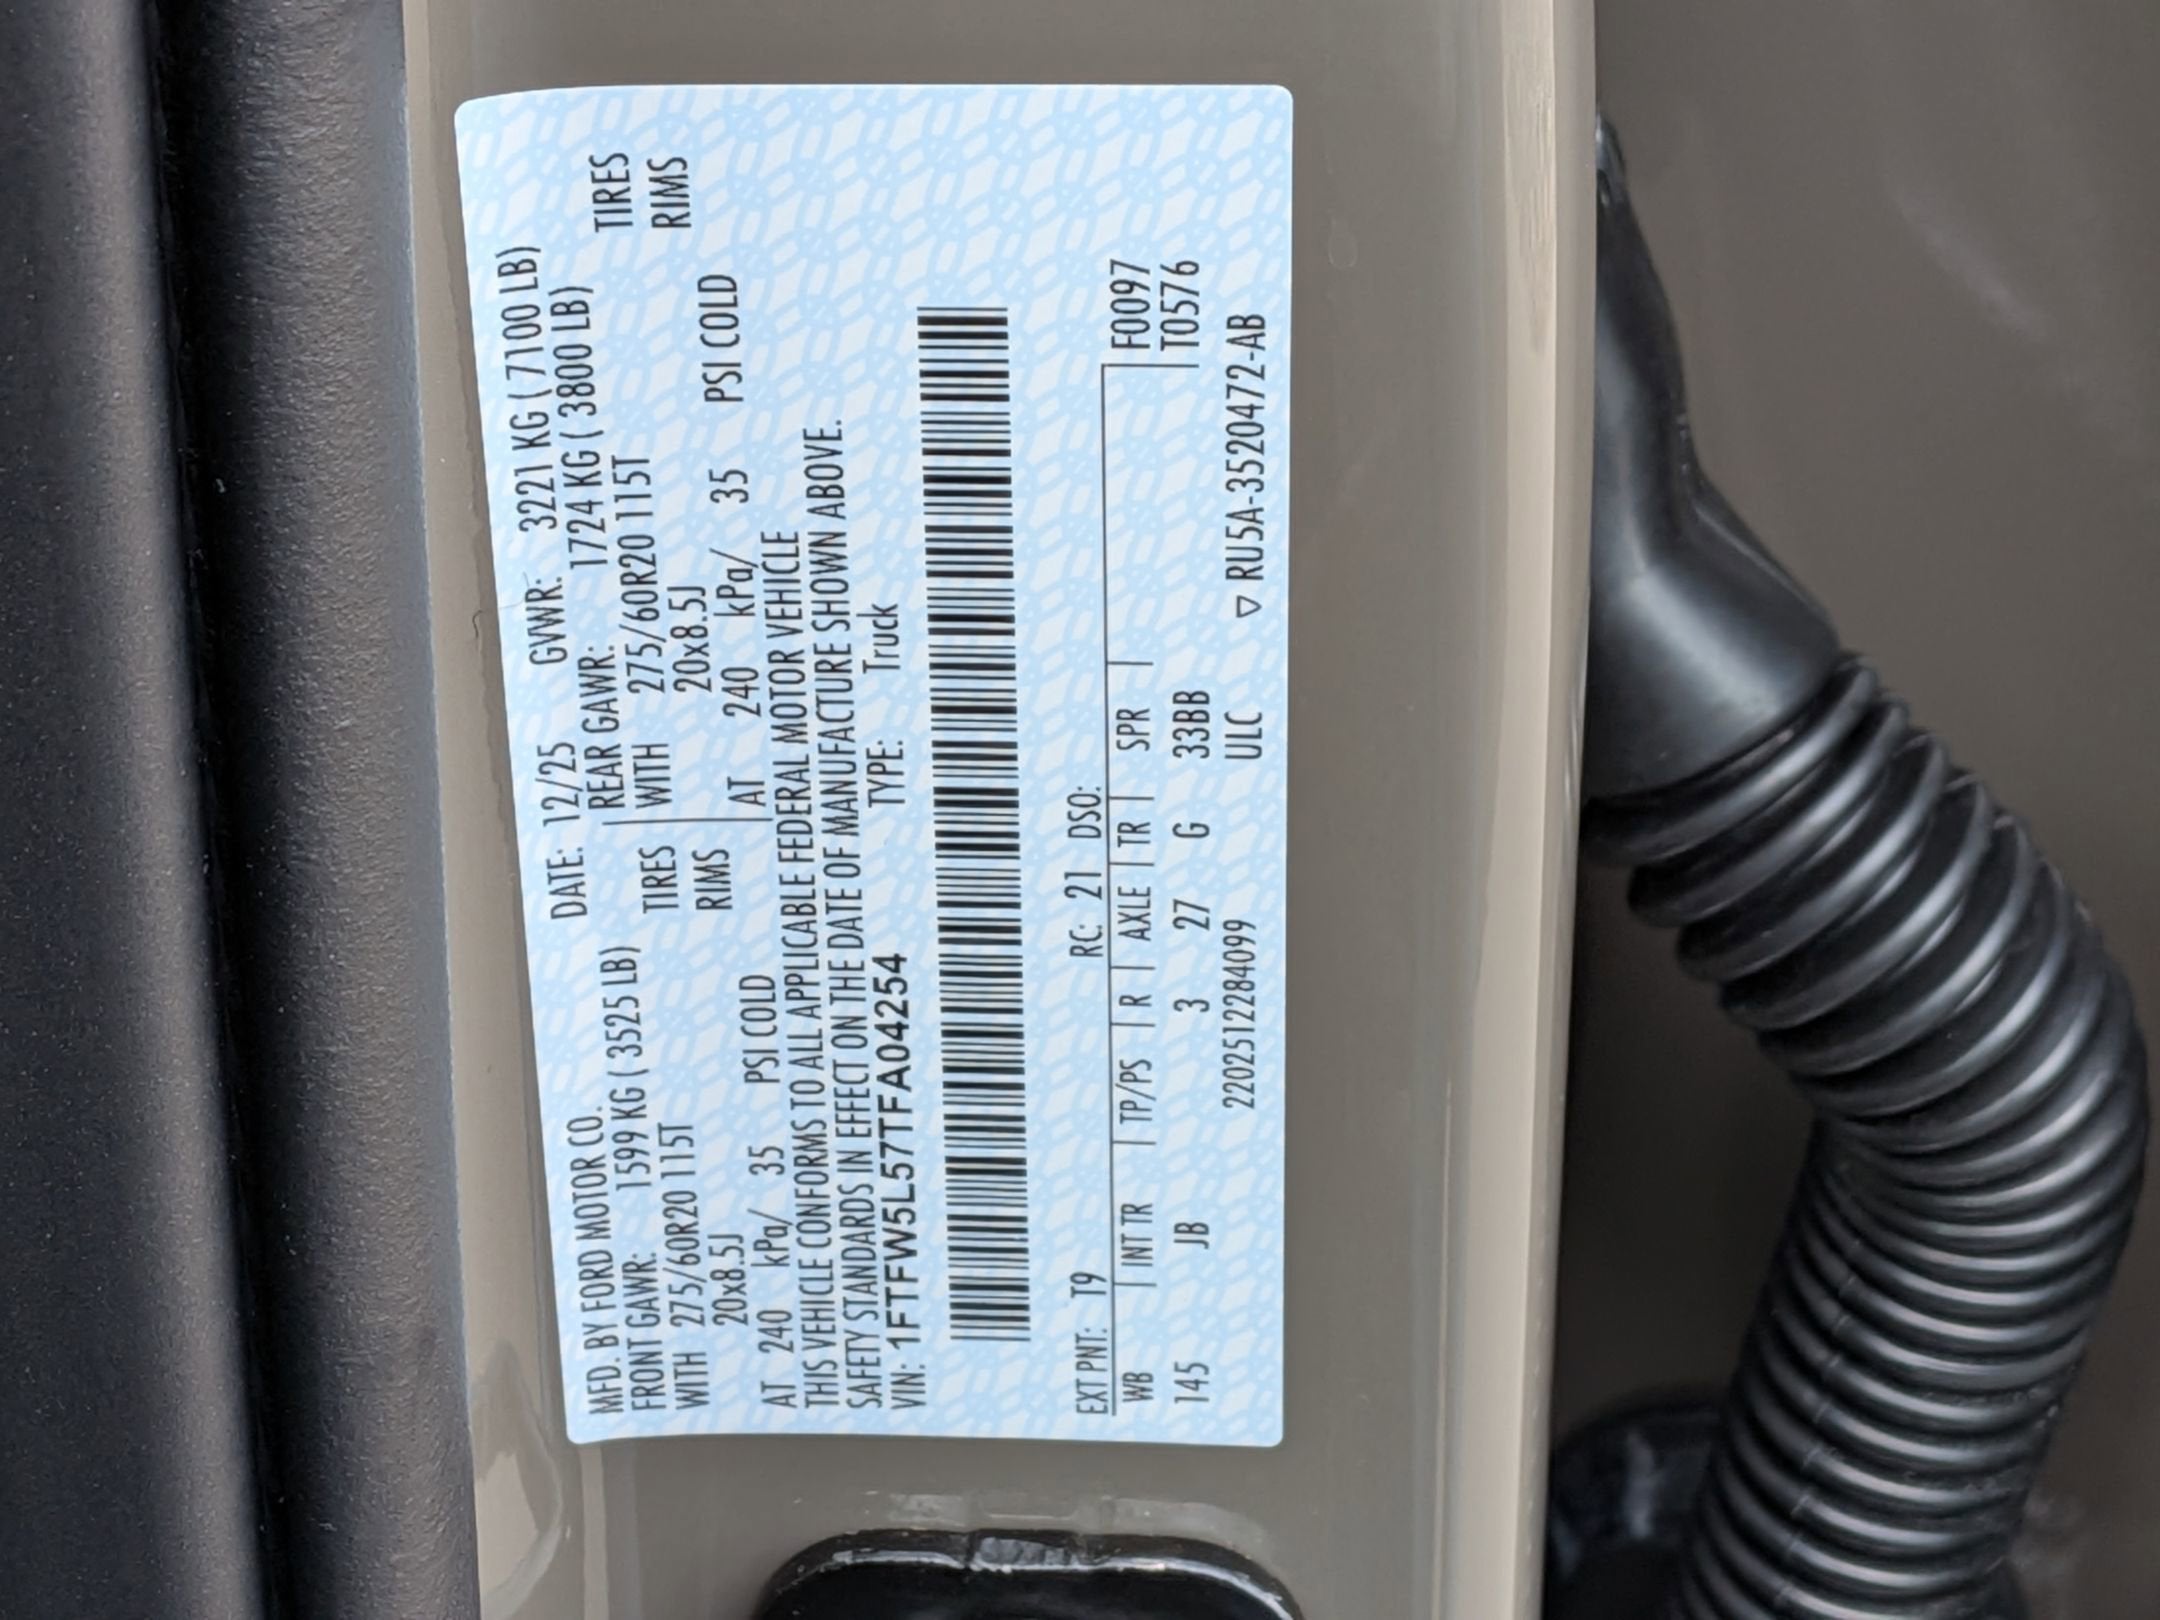 MFD. BY FORD MOTOR CO. DATE: 12/25 GVWR: 3221 KG ( 7100 LB)
FRONT GAWR: 1599 KG ( 3525 LB) REAR GAWR: 1724 KG ( 3800 LB)
WITH 275/60R20 115T TIRES WITH 275/60R20 115T TIRES
20x8.5J RIMS 20x8.5J RIMS
AT 240 kPa/ 35 PSI COLD AT 240 kPa/ 35 PSI COLD
THIS VEHICLE CONFORMS TO ALL APPLICABLE FEDERAL MOTOR VEHICLE
SAFETY STANDARDS IN EFFECT ON THE DATE OF MANUFACTURE SHOWN ABOVE.
VIN: 1FTFW5L57TFA04254 TYPE: Truck
EXT PNT: T9 RC: 21 DSO: F0097
WB INT TR TP/PS R AXLE TR SPR T0576
145 JB 3 27 G 33BB
2202512284099 ULC ▽ RU5A-3520472-AB